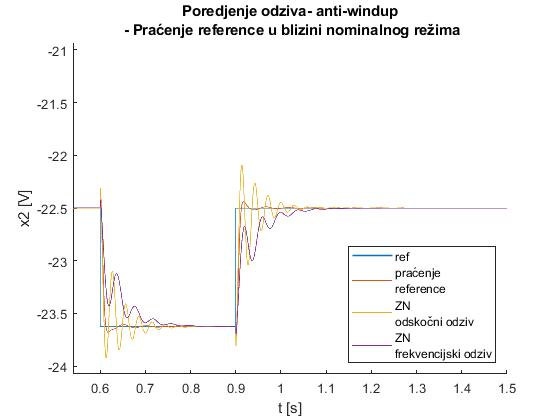 Poredjenje odziva- anti-windup
- Praćenje reference u blizini nominalnog režima
x2 [V]
-21
-21.5
-22
-22.5
-23
-23.5
-24
ref
praćenje
reference
ZN
odskočni odziv
ZN
frekvencijski odziv
0.6 0.7 0.8 0.9 1 1.1 1.2 1.3 1.4 1.5
t [s]